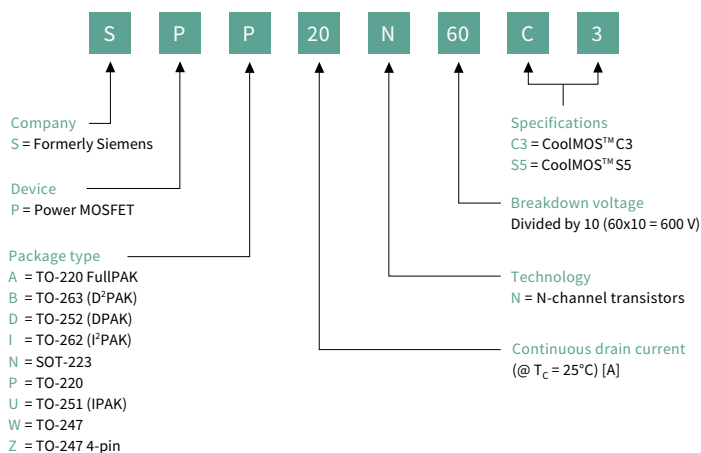 S P P 20 N 60 C 3
Company
S = Formerly Siemens
Device
P = Power MOSFET
Package type
A = TO-220 FullPAK
B = TO-263 (D²PAK)
D = TO-252 (DPAK)
I = TO-262 (I²PAK)
N = SOT-223
P = TO-220
U = TO-251 (IPAK)
W = TO-247
Z = TO-247 4-pin
Specifications
C3 = CoolMOS™ C3
S5 = CoolMOS™ S5
Breakdown voltage
Divided by 10 (60x10 = 600 V)
Technology
N = N-channel transistors
Continuous drain current
(@ T_C = 25°C) [A]